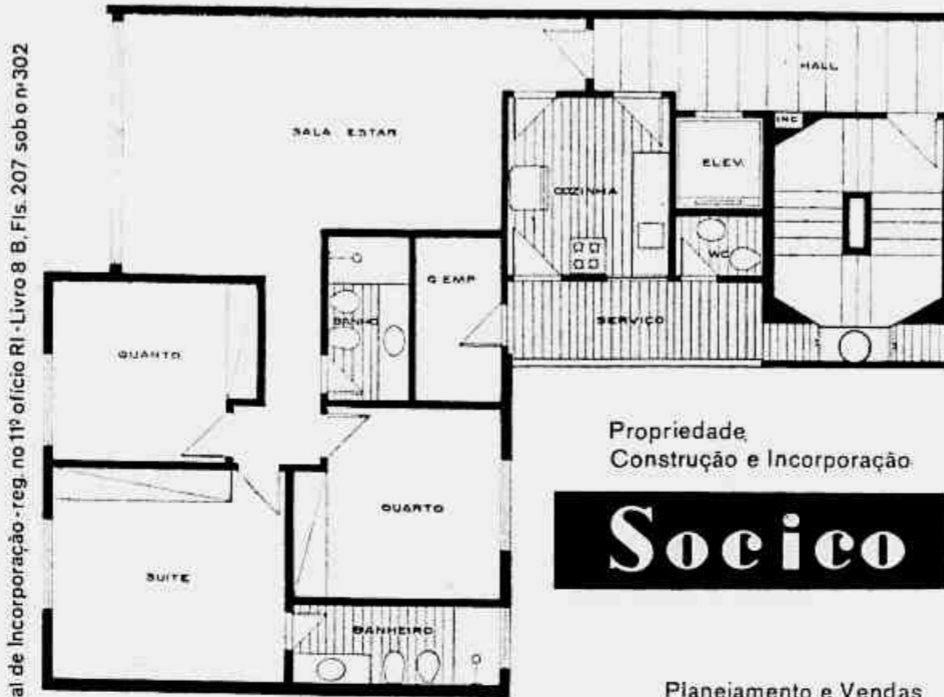 al de Incorporação - reg. no 11º ofício RI - Livro 8 B, Fls. 207 sob o nº 302
HALL
SALA ESTAR
INC
ELEV.
COZINHA
WC
Q EMP
BANHO
SERVIÇO
QUANTO
QUARTO
SUITE
BANHEIRO
Propriedade
Construção e Incorporação
Socico
Planejamento e Vendas